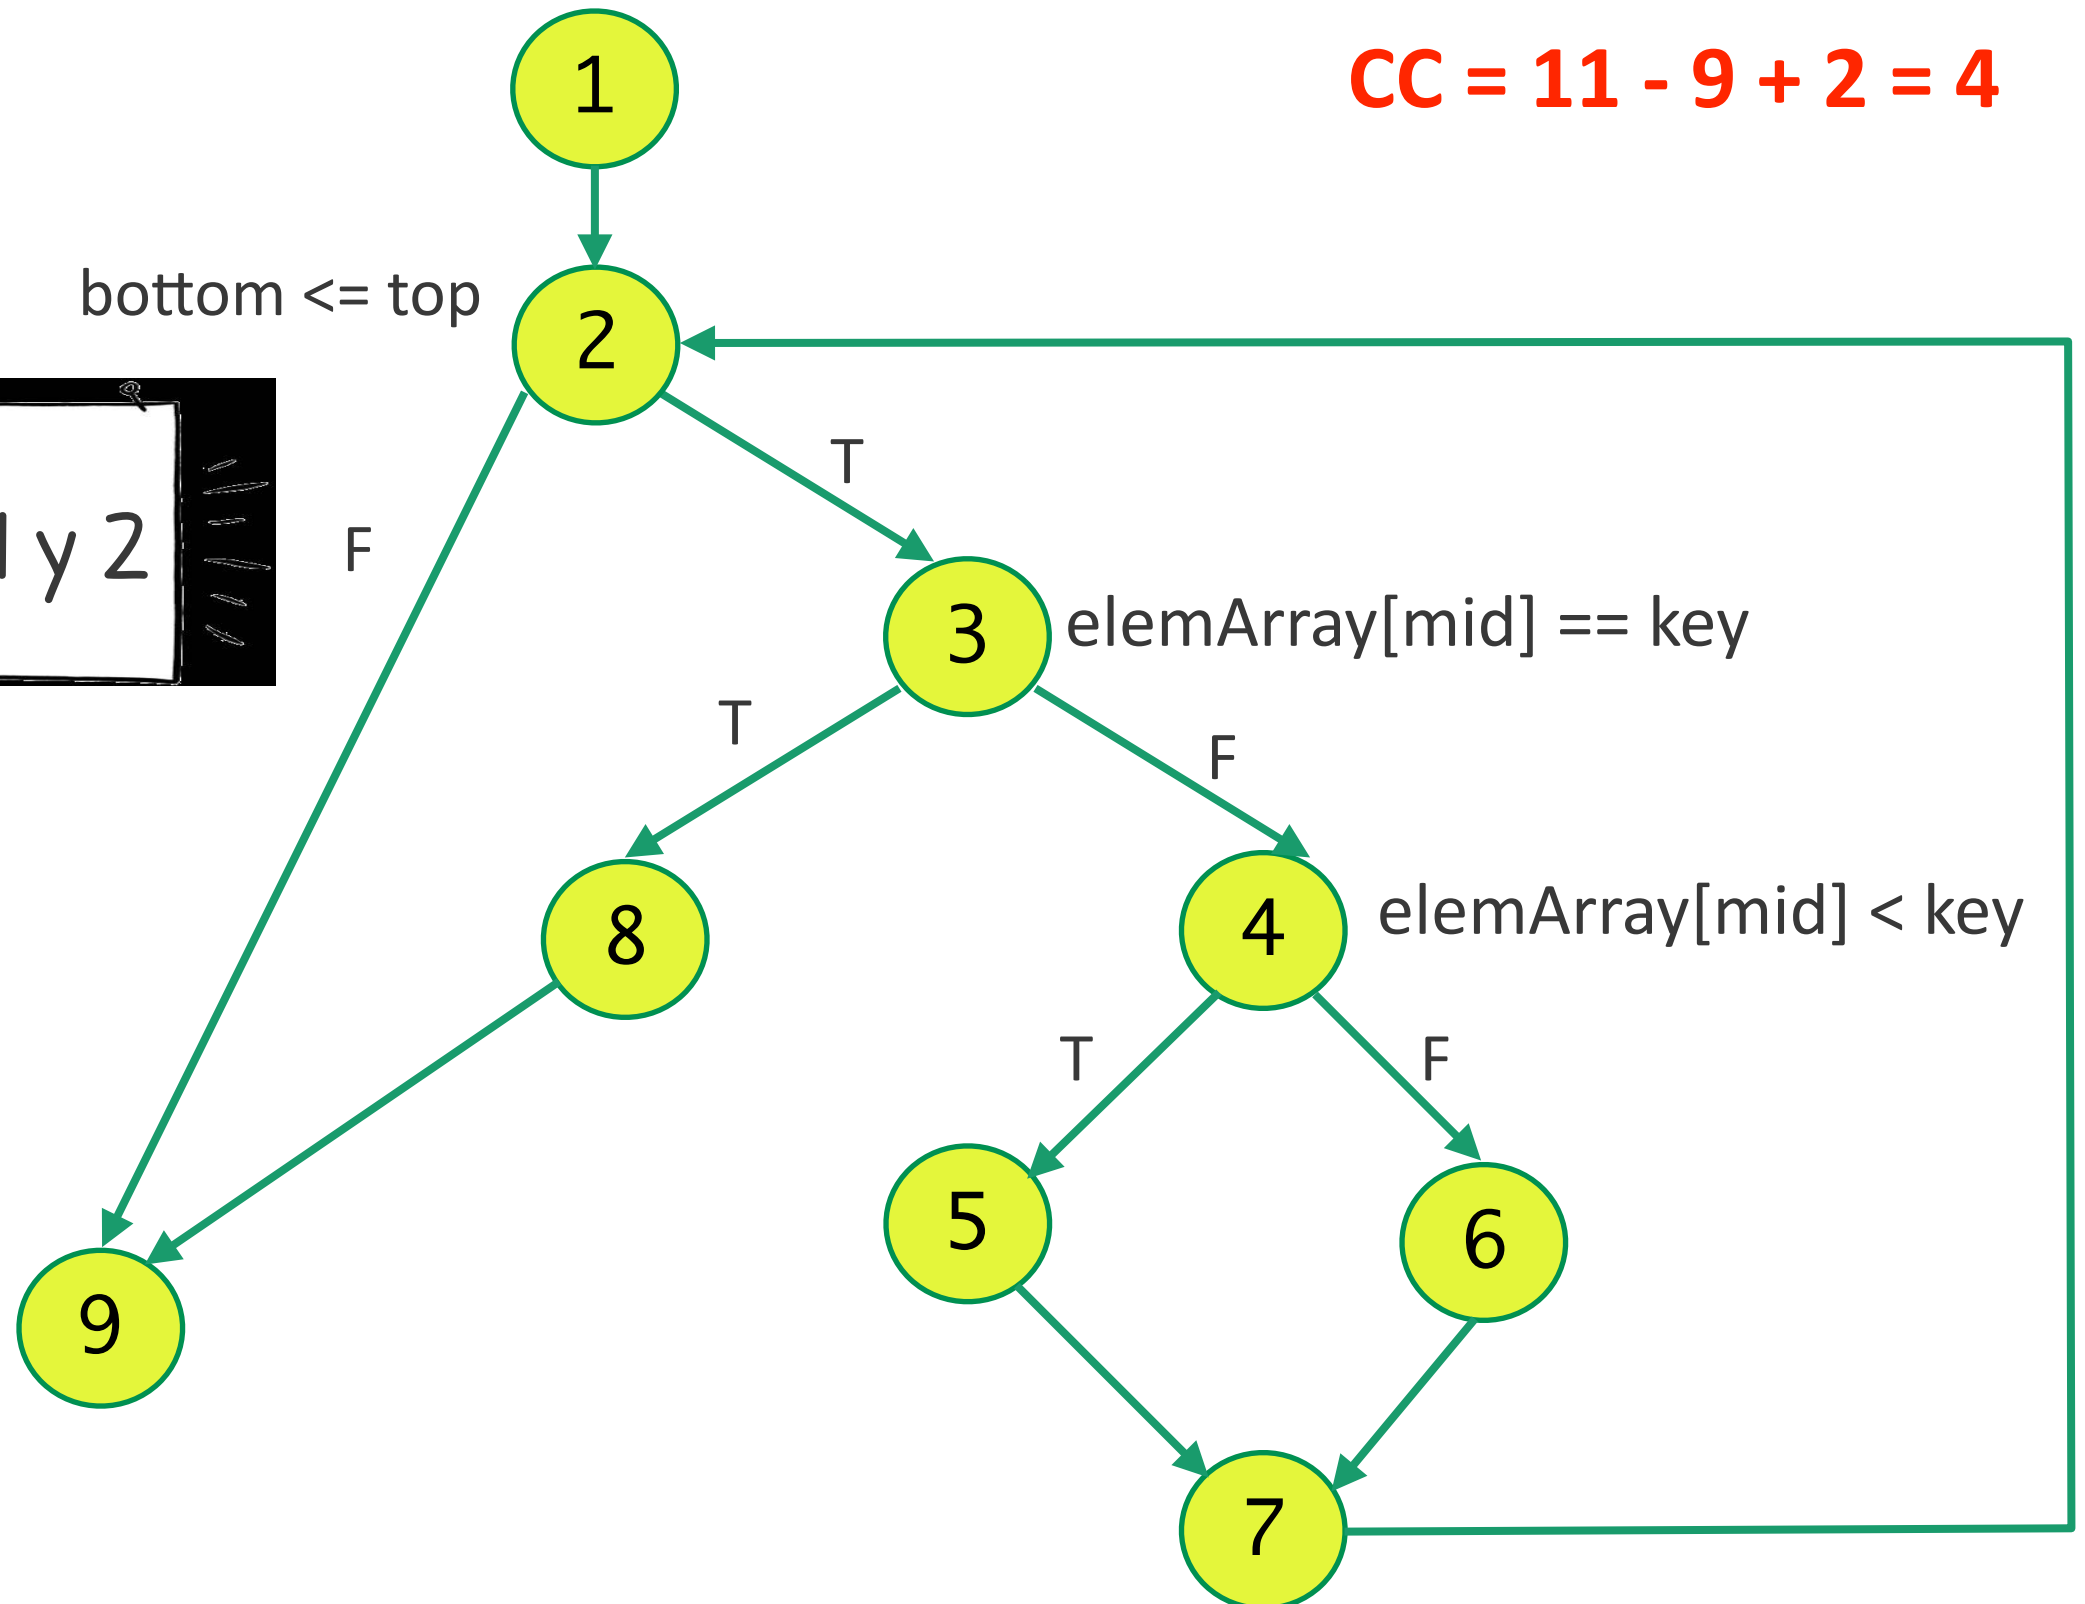 1
CC = 11 - 9 + 2 = 4
bottom <= top
2
T
y 2
F
3
elemArray[mid] == key
T
F
8
4
elemArray[mid] < key
T
F
5
6
9
7